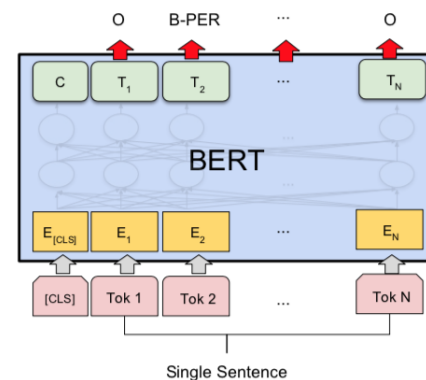 O B-PER ... O
C T1 T2 ... TN
...
BERT
...
E[CLS] E1 E2 ... EN
[CLS] Tok 1 Tok 2 ... Tok N
Single Sentence